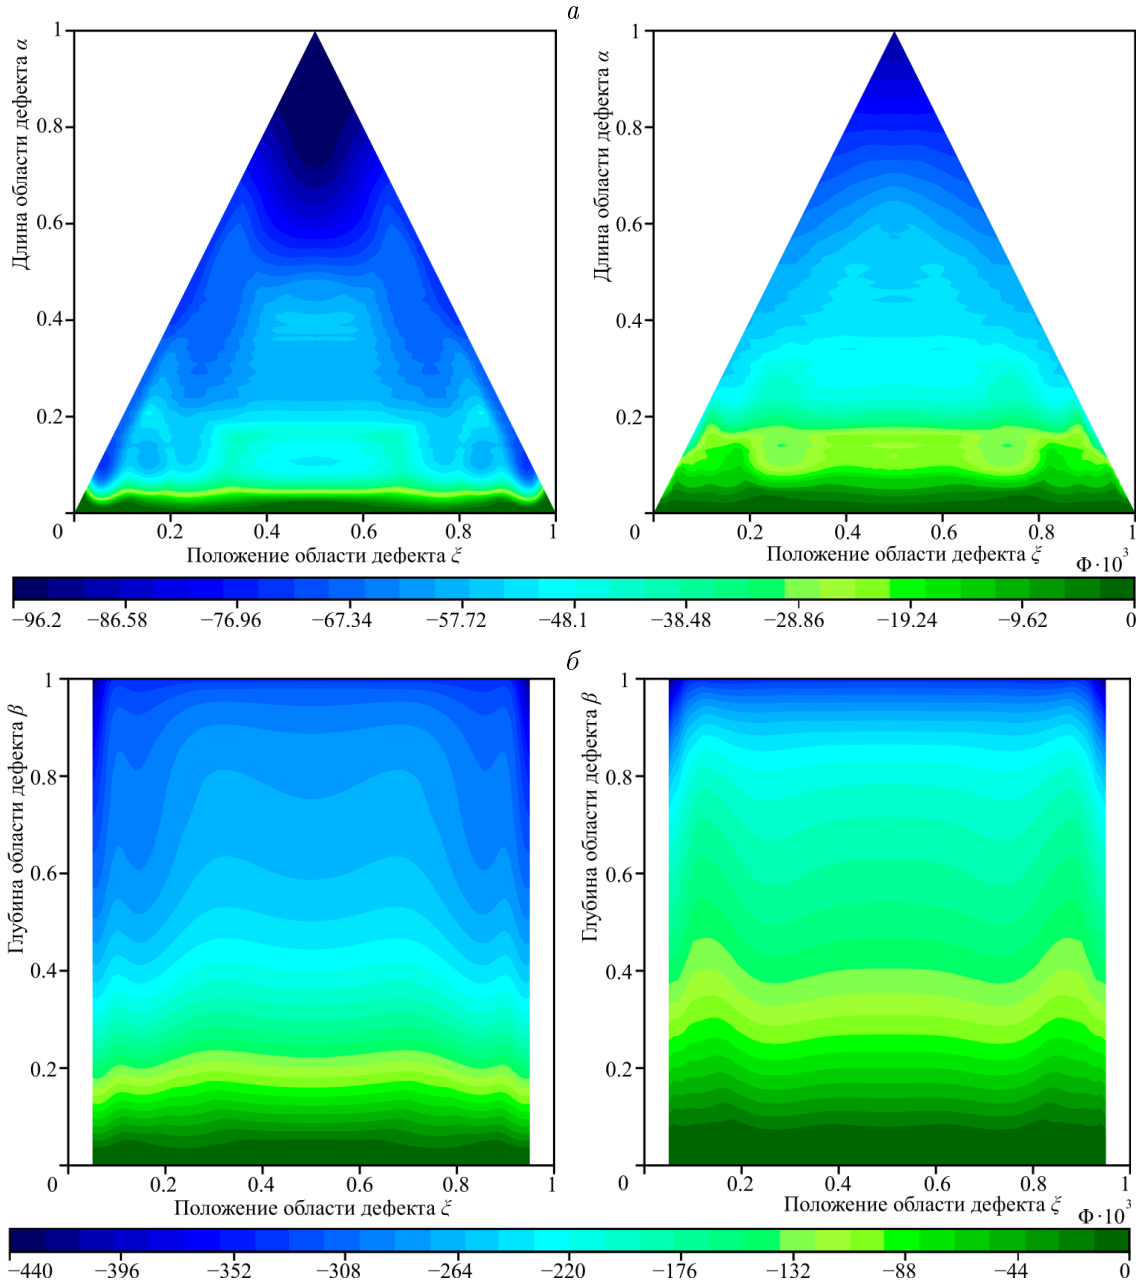 а
Длина области дефекта α
1
0.8
0.6
0.4
0.2
0 0.2 0.4 0.6 0.8 1
Положение области дефекта ξ
Длина области дефекта α
1
0.8
0.6
0.4
0.2
0 0.2 0.4 0.6 0.8 1
Положение области дефекта ξ
Φ·10³
−96.2 −86.58 −76.96 −67.34 −57.72 −48.1 −38.48 −28.86 −19.24 −9.62 0
б
Глубина области дефекта β
1
0.8
0.6
0.4
0.2
0 0.2 0.4 0.6 0.8 1
Положение области дефекта ξ
Глубина области дефекта β
1
0.8
0.6
0.4
0.2
0 0.2 0.4 0.6 0.8 1
Положение области дефекта ξ
Φ·10³
−440 −396 −352 −308 −264 −220 −176 −132 −88 −44 0